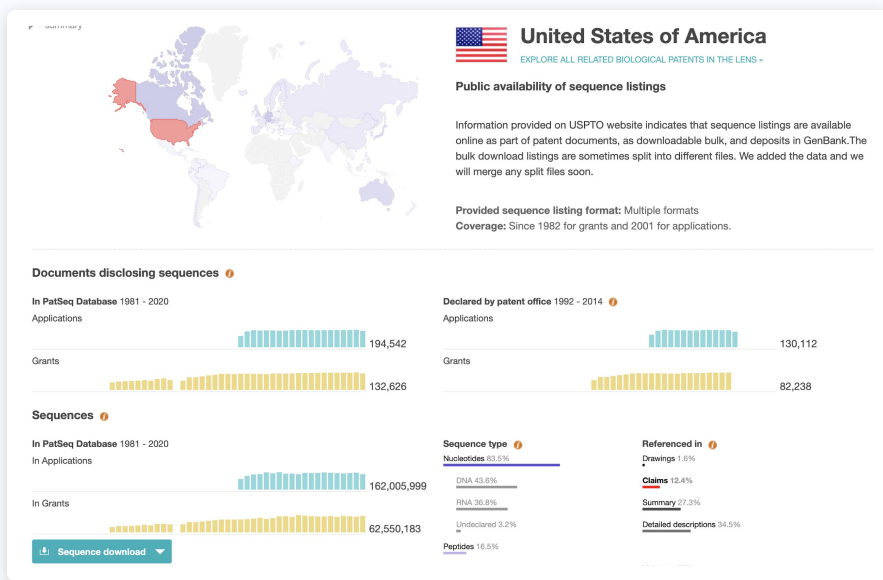 summary
United States of America
EXPLORE ALL RELATED BIOLOGICAL PATENTS IN THE LENS »
Public availability of sequence listings
Information provided on USPTO website indicates that sequence listings are available
online as part of patent documents, as downloadable bulk, and deposits in GenBank.The
bulk download listings are sometimes split into different files. We added the data and we
will merge any split files soon.
Provided sequence listing format: Multiple formats
Coverage: Since 1982 for grants and 2001 for applications.
Documents disclosing sequences
In PatSeq Database 1981 - 2020
Applications
194,542
Grants
132,626
Declared by patent office 1992 - 2014
Applications
130,112
Grants
82,238
Sequences
In PatSeq Database 1981 - 2020
In Applications
162,005,999
In Grants
62,550,183
Sequence download
Sequence type
Nucleotides 83.5%
DNA 43.6%
RNA 36.8%
Undeclared 3.2%
Peptides 16.5%
Referenced in
Drawings 1.6%
Claims 12.4%
Summary 27.3%
Detailed descriptions 34.5%